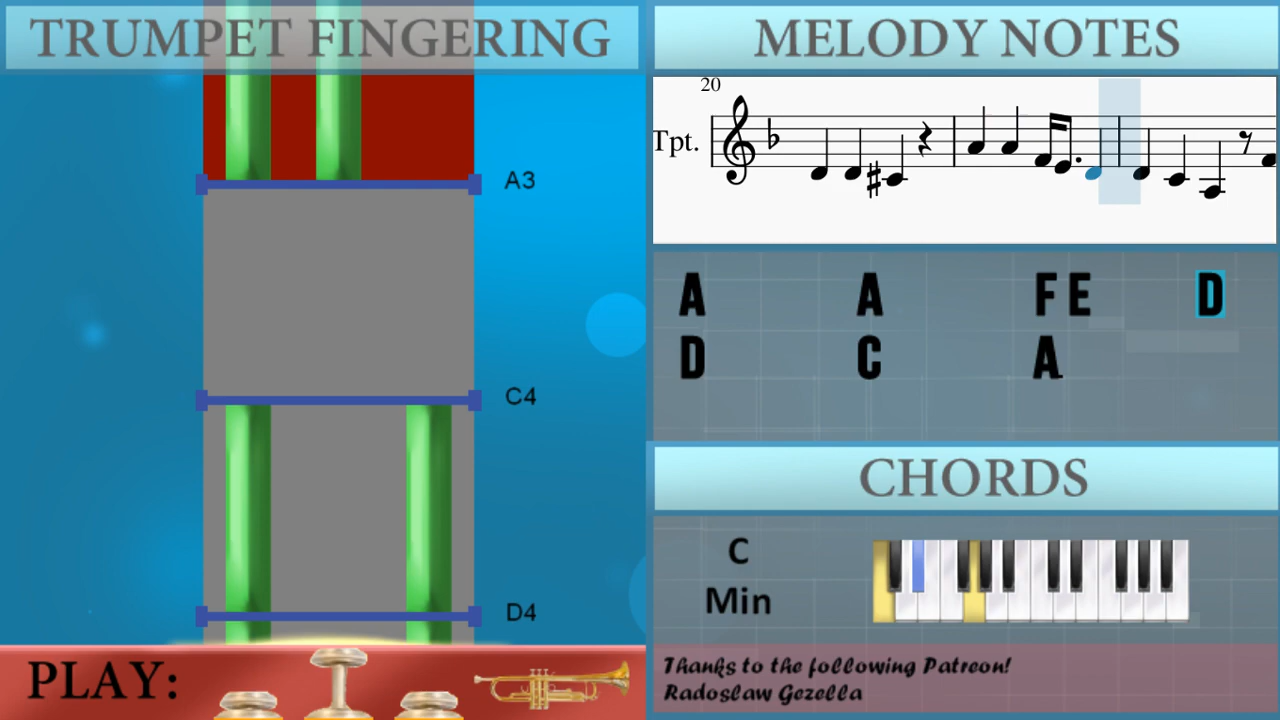 TRUMPET FINGERING
A3
C4
D4
PLAY:
MELODY NOTES
20
Tpt.
A A F E D
D C A
CHORDS
C
Min
Thanks to the following Patreon!
Radoslaw Gezella